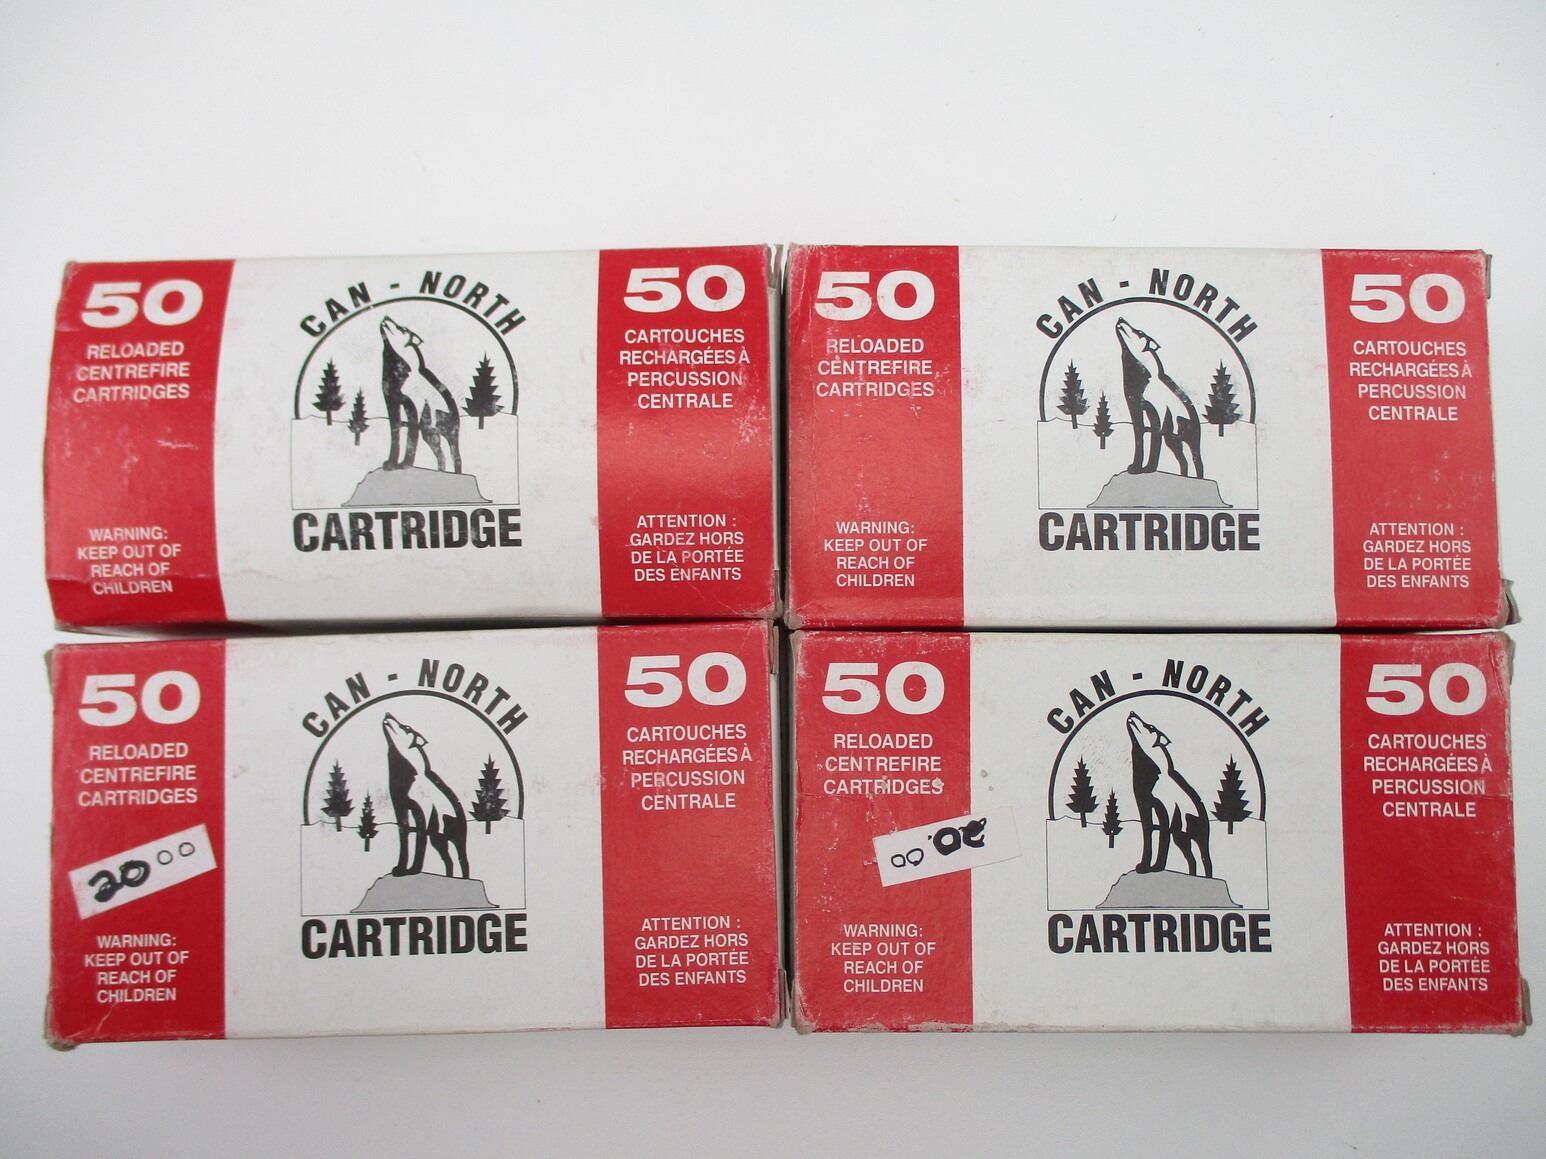 50
RELOADED
CENTREFIRE
CARTRIDGES
WARNING:
KEEP OUT OF
REACH OF
CHILDREN
CAN - NORTH
CARTRIDGE
50
CARTOUCHES
RECHARGÉES À
PERCUSSION
CENTRALE
ATTENTION :
GARDEZ HORS
DE LA PORTÉE
DES ENFANTS
50
RELOADED
CENTREFIRE
CARTRIDGES
WARNING:
KEEP OUT OF
REACH OF
CHILDREN
CAN - NORTH
CARTRIDGE
50
CARTOUCHES
RECHARGÉES À
PERCUSSION
CENTRALE
ATTENTION :
GARDEZ HORS
DE LA PORTÉE
DES ENFANTS
50
RELOADED
CENTREFIRE
CARTRIDGES
20 00
WARNING:
KEEP OUT OF
REACH OF
CHILDREN
CAN - NORTH
CARTRIDGE
50
CARTOUCHES
RECHARGÉES À
PERCUSSION
CENTRALE
ATTENTION :
GARDEZ HORS
DE LA PORTÉE
DES ENFANTS
50
RELOADED
CENTREFIRE
CARTRIDGES
WARNING:
KEEP OUT OF
REACH OF
CHILDREN
CAN - NORTH
CARTRIDGE
50
CARTOUCHES
RECHARGÉES À
PERCUSSION
CENTRALE
ATTENTION :
GARDEZ HORS
DE LA PORTÉE
DES ENFANTS